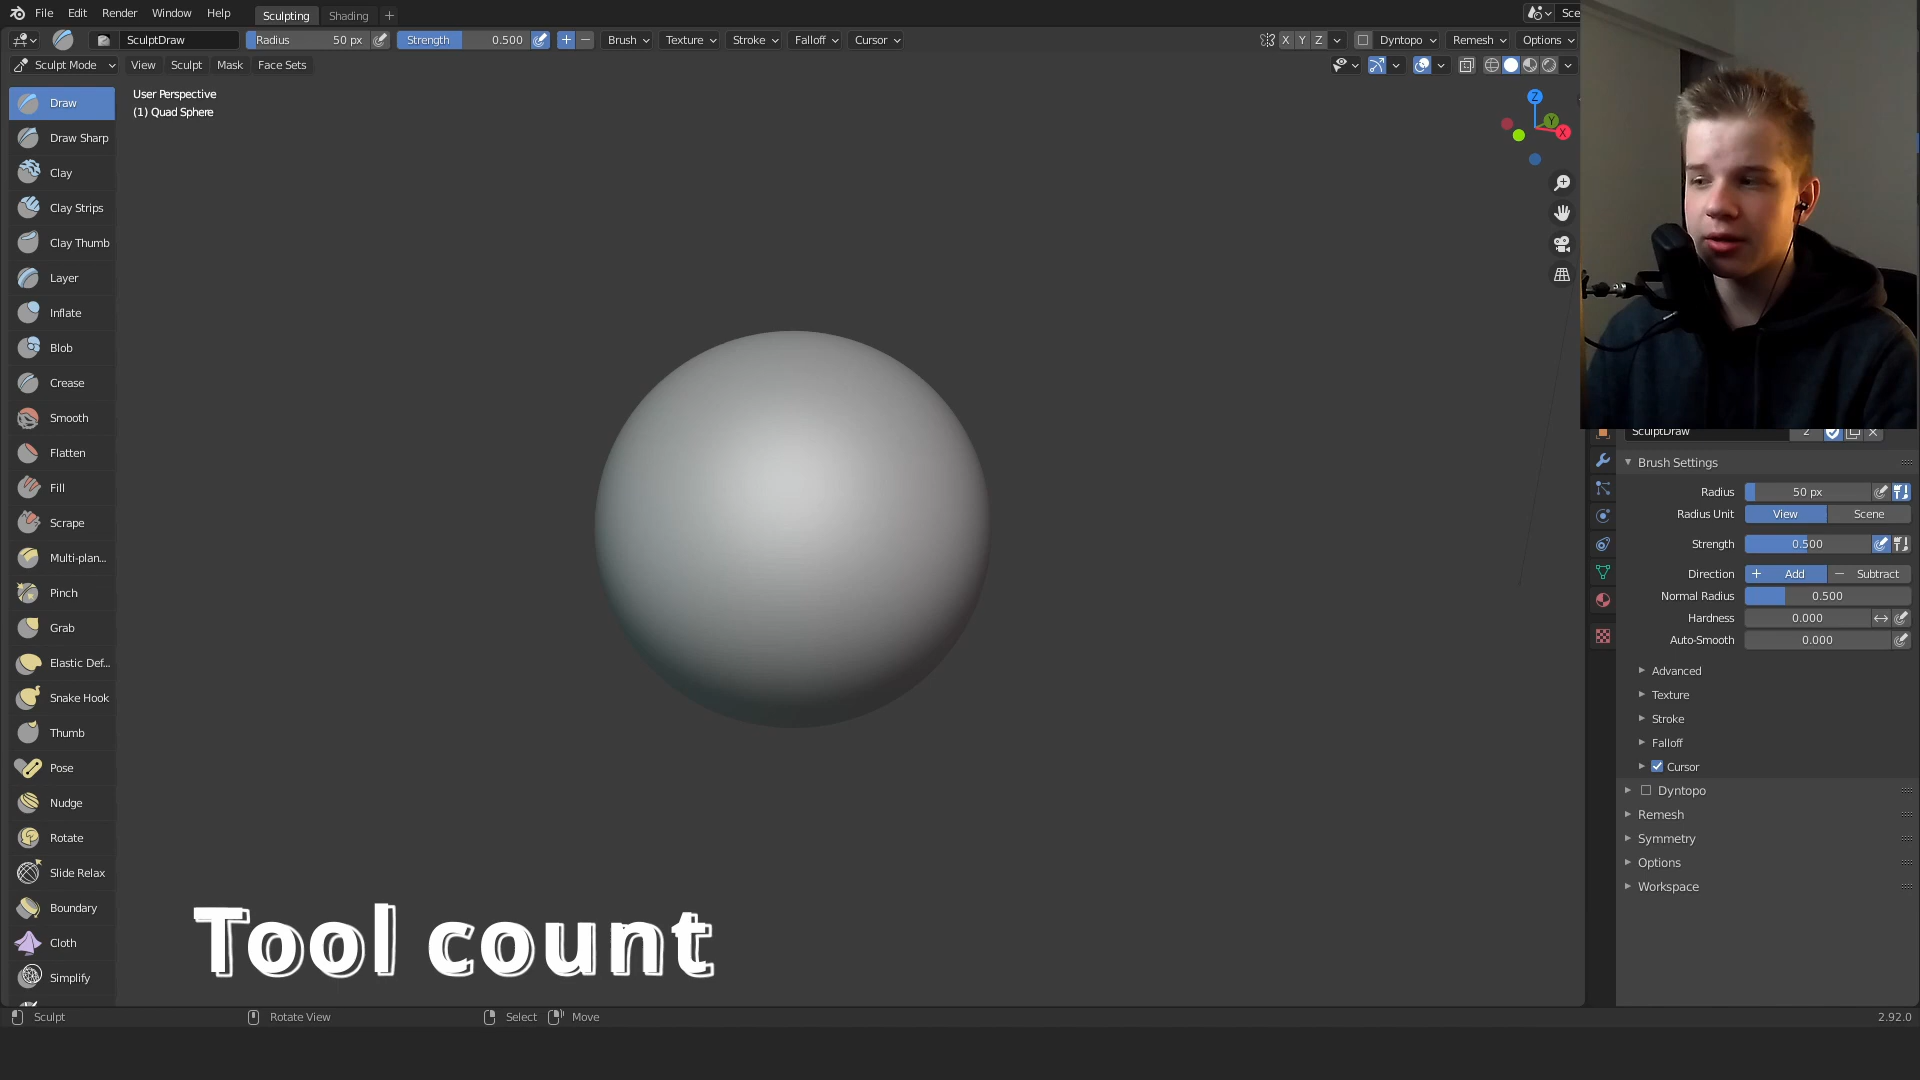 File Edit Render Window Help Sculpting Shading + Sce
SculptDraw Radius 50 px Strength 0.500 + − Brush Texture Stroke Falloff Cursor X Y Z Dyntopo Remesh Options
Sculpt Mode View Sculpt Mask Face Sets
User Perspective
(1) Quad Sphere
Z
Y
X
Draw
Draw Sharp
Clay
Clay Strips
Clay Thumb
Layer
Inflate
Blob
Crease
Smooth
Flatten
Fill
Scrape
Multi-plan...
Pinch
Grab
Elastic Def...
Snake Hook
Thumb
Pose
Nudge
Rotate
Slide Relax
Boundary
Cloth
Simplify
SculptDraw 2
Brush Settings
Radius 50 px
Radius Unit View Scene
Strength 0.500
Direction + Add − Subtract
Normal Radius 0.500
Hardness 0.000
Auto-Smooth 0.000
Advanced
Texture
Stroke
Falloff
Cursor
Dyntopo
Remesh
Symmetry
Options
Workspace
Tool count
Sculpt Rotate View Select Move 2.92.0